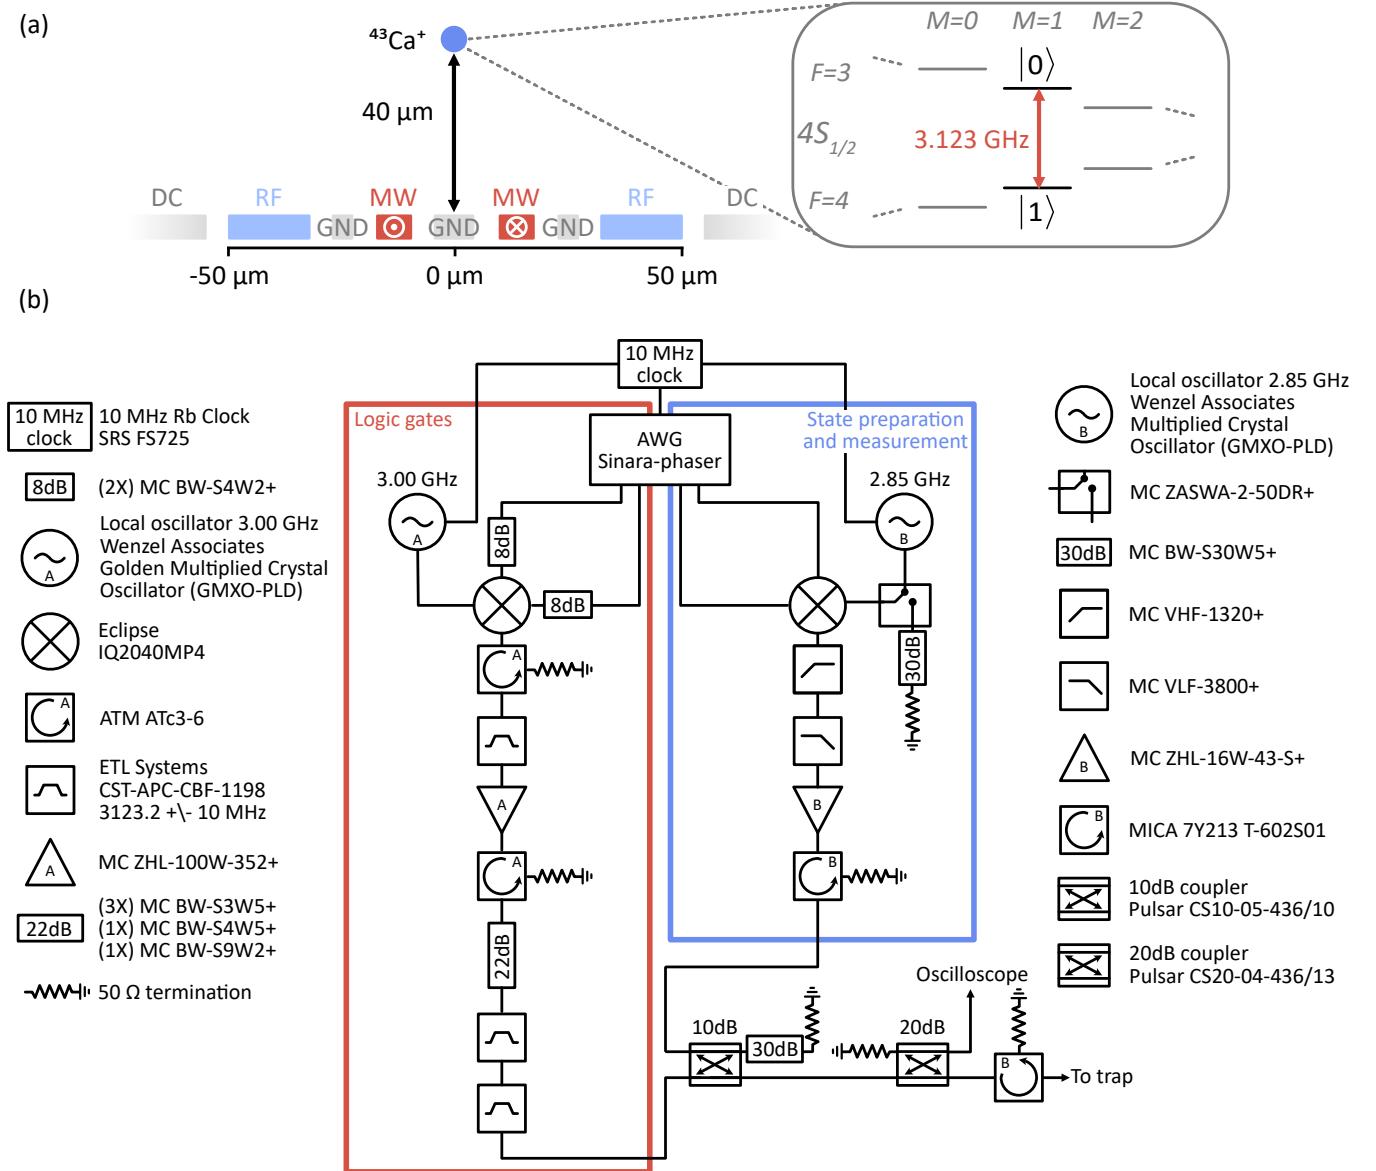 (a)
⁴³Ca⁺
40 µm
DC
RF
MW
MW
RF
DC
GND
GND
GND
-50 µm
0 µm
50 µm
M=0
M=1
M=2
F=3
|0⟩
4S1/2
3.123 GHz
F=4
|1⟩
(b)
10 MHz
clock
10 MHz
clock
10 MHz Rb Clock
SRS FS725
8dB
(2X) MC BW-S4W2+
A
Local oscillator 3.00 GHz
Wenzel Associates
Golden Multiplied Crystal
Oscillator (GMXO-PLD)
Eclipse
IQ2040MP4
A
ATM ATc3-6
ETL Systems
CST-APC-CBF-1198
3123.2 +\- 10 MHz
A
MC ZHL-100W-352+
22dB
(3X) MC BW-S3W5+
(1X) MC BW-S4W5+
(1X) MC BW-S9W2+
50 Ω termination
Logic gates
AWG
Sinara-phaser
State preparation
and measurement
3.00 GHz
A
8dB
8dB
A
A
A
22dB
2.85 GHz
B
30dB
B
B
10dB
30dB
20dB
Oscilloscope
B
To trap
B
Local oscillator 2.85 GHz
Wenzel Associates
Multiplied Crystal
Oscillator (GMXO-PLD)
MC ZASWA-2-50DR+
30dB
MC BW-S30W5+
MC VHF-1320+
MC VLF-3800+
B
MC ZHL-16W-43-S+
B
MICA 7Y213 T-602S01
10dB coupler
Pulsar CS10-05-436/10
20dB coupler
Pulsar CS20-04-436/13